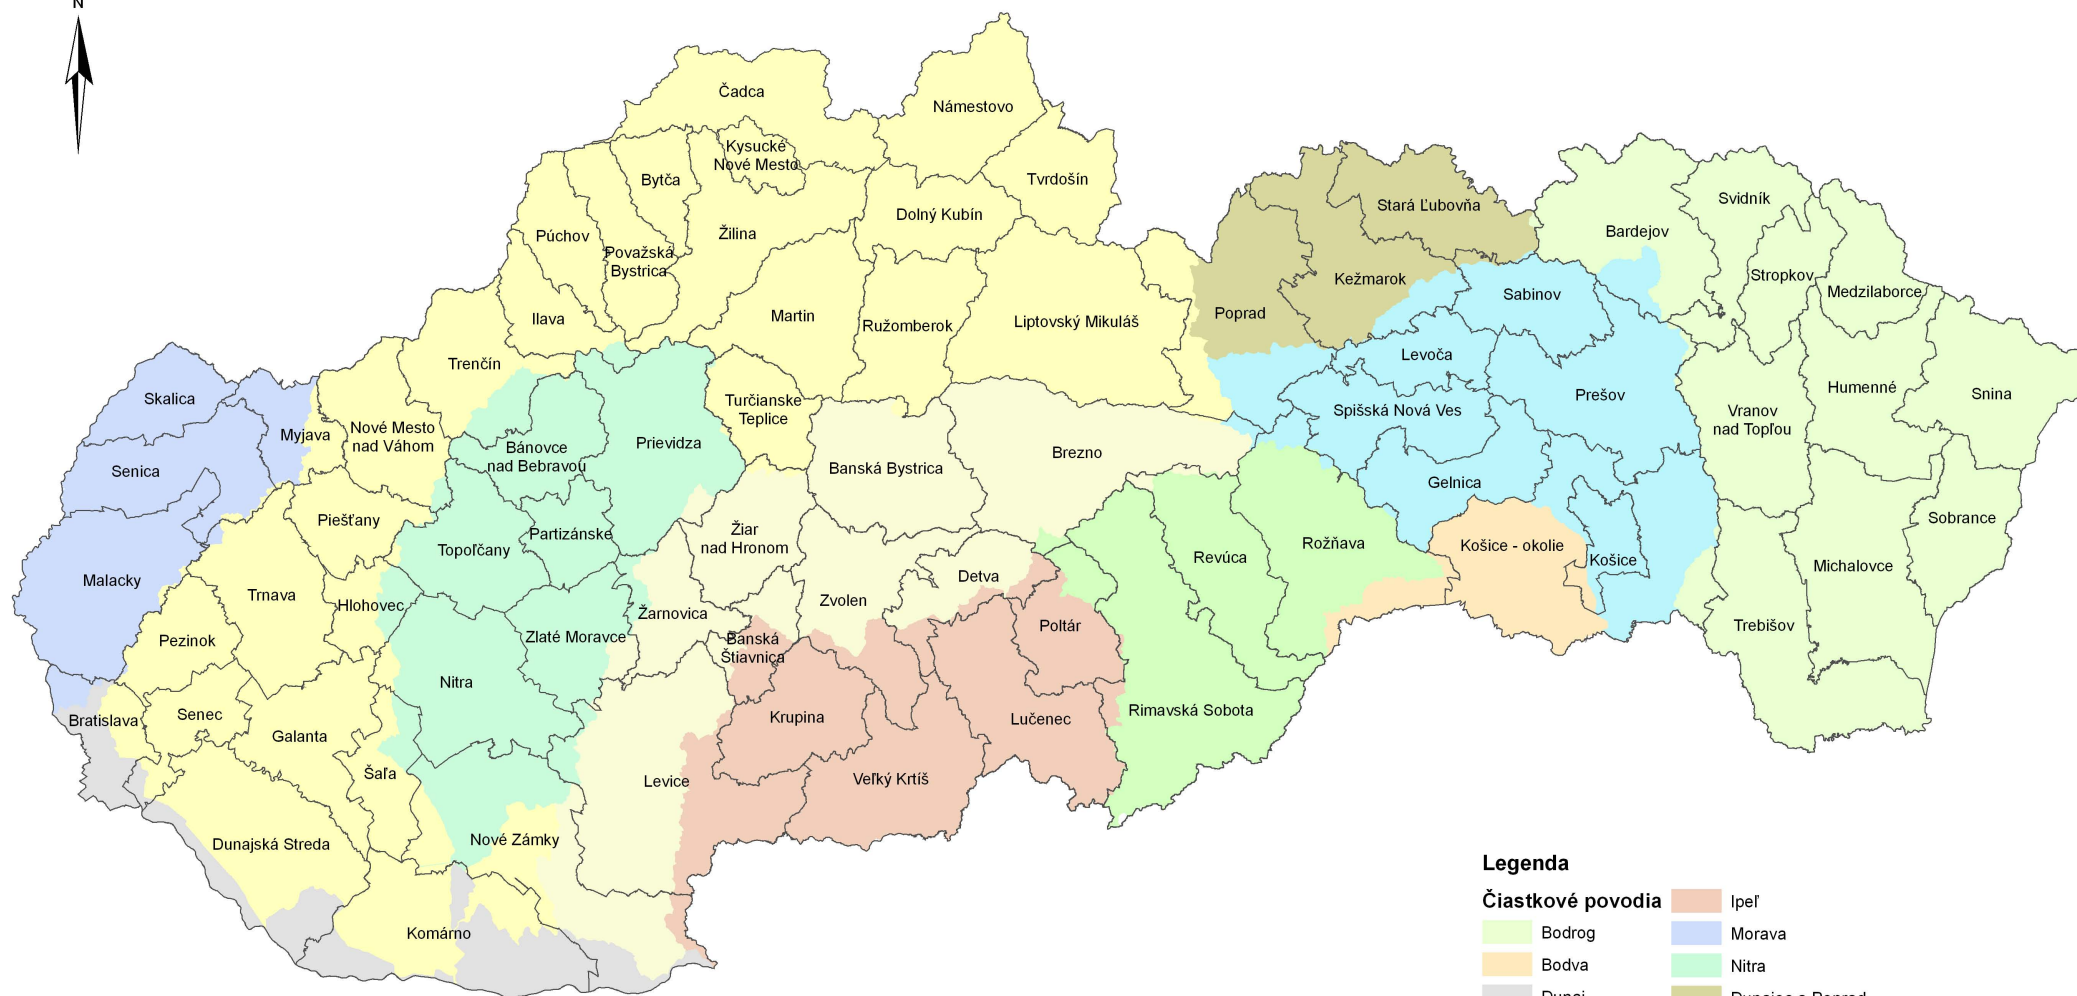 N
Čadca
Námestovo
Kysucké
Nové Mesto
Bytča
Tvrdošín
Dolný Kubín
Púchov
Žilina
Považská
Bystrica
Ilava
Martin
Ružomberok
Liptovský Mikuláš
Trenčín
Stará Ľubovňa
Kežmarok
Poprad
Svidník
Bardejov
Stropkov
Medzilaborce
Sabinov
Levoča
Spišská Nová Ves
Prešov
Vranov
nad Topľou
Humenné
Snina
Skalica
Myjava
Nové Mesto
nad Váhom
Turčianske
Teplice
Bánovce
nad Bebravou
Prievidza
Banská Bystrica
Brezno
Senica
Gelnica
Piešťany
Topoľčany
Partizánske
Žiar
nad Hronom
Revúca
Rožňava
Košice - okolie
Košice
Michalovce
Sobrance
Malacky
Trnava
Hlohovec
Detva
Zvolen
Žarnovica
Zlaté Moravce
Banská
Štiavnica
Poltár
Trebišov
Pezinok
Nitra
Senec
Bratislava
Galanta
Krupina
Lučenec
Rimavská Sobota
Šaľa
Levice
Veľký Krtíš
Dunajská Streda
Nové Zámky
Komárno
Legenda
Čiastkové povodia
Bodrog
Bodva
Dunaj
Ipeľ
Morava
Nitra
Dunajec a Poprad